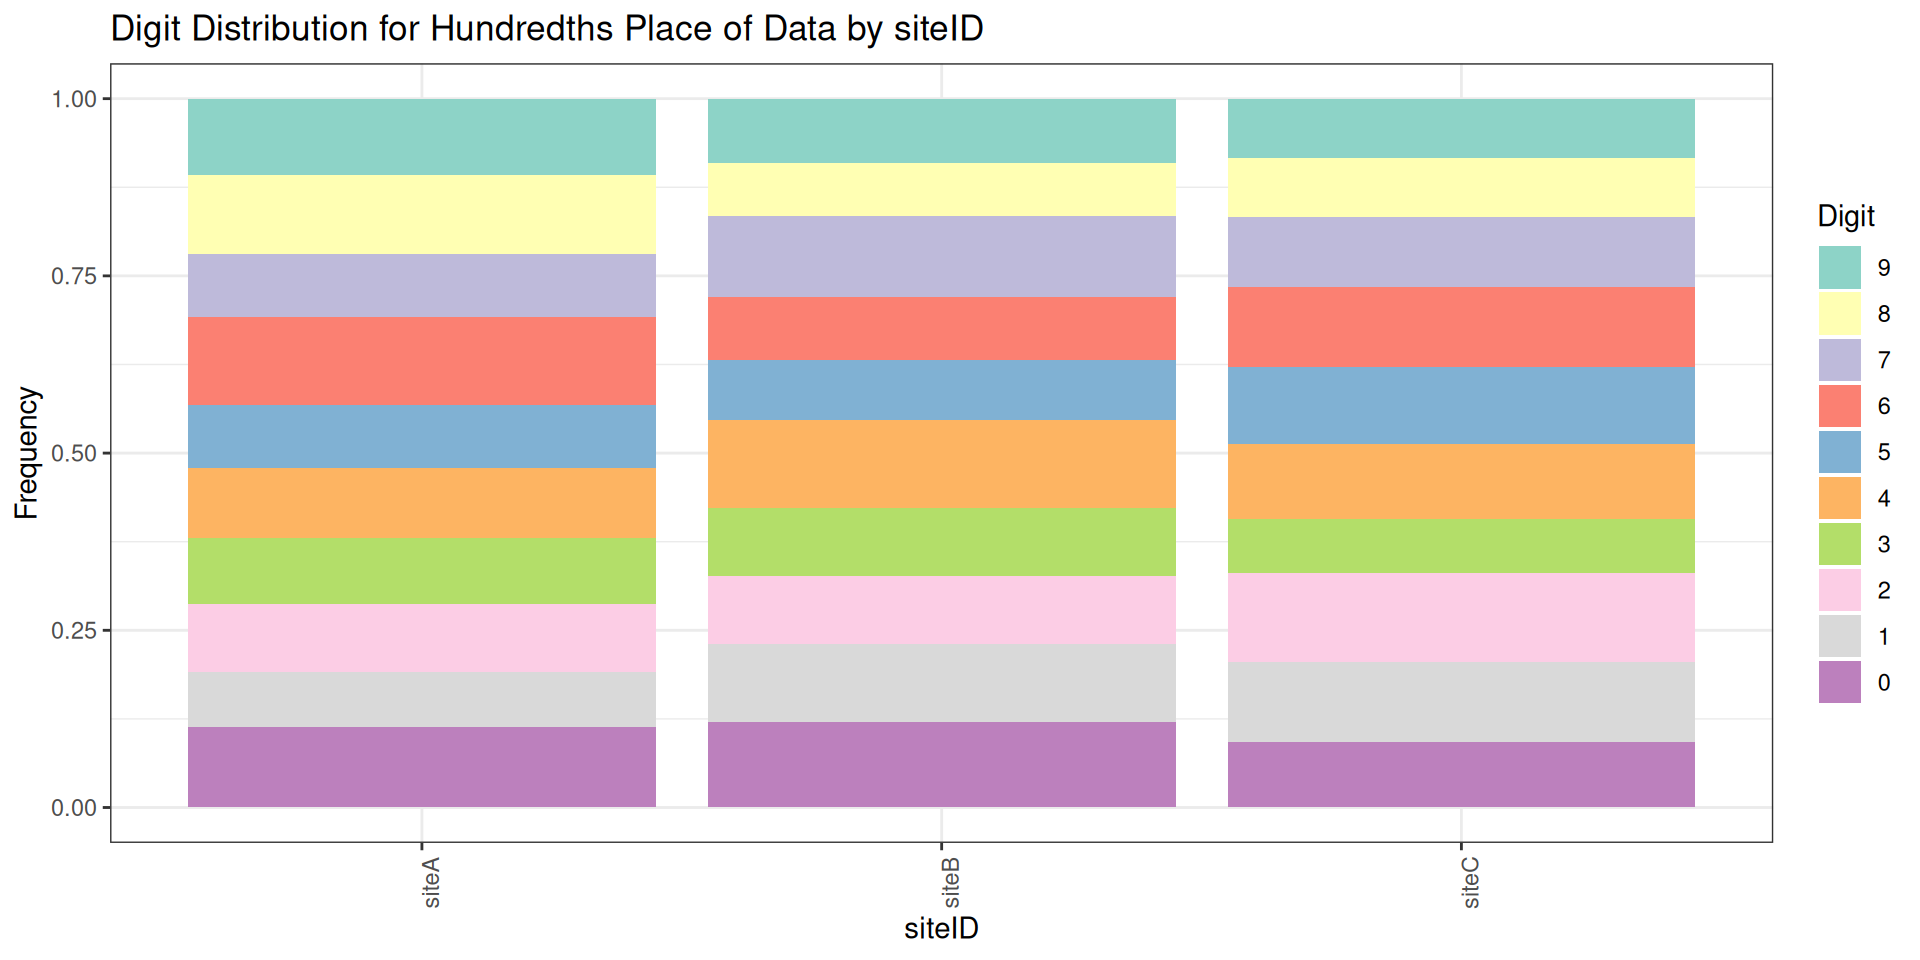 Digit Distribution for Hundredths Place of Data by siteID
Frequency
1.00
0.75
0.50
0.25
0.00
siteA
siteB
siteC
siteID
Digit
9
8
7
6
5
4
3
2
1
0